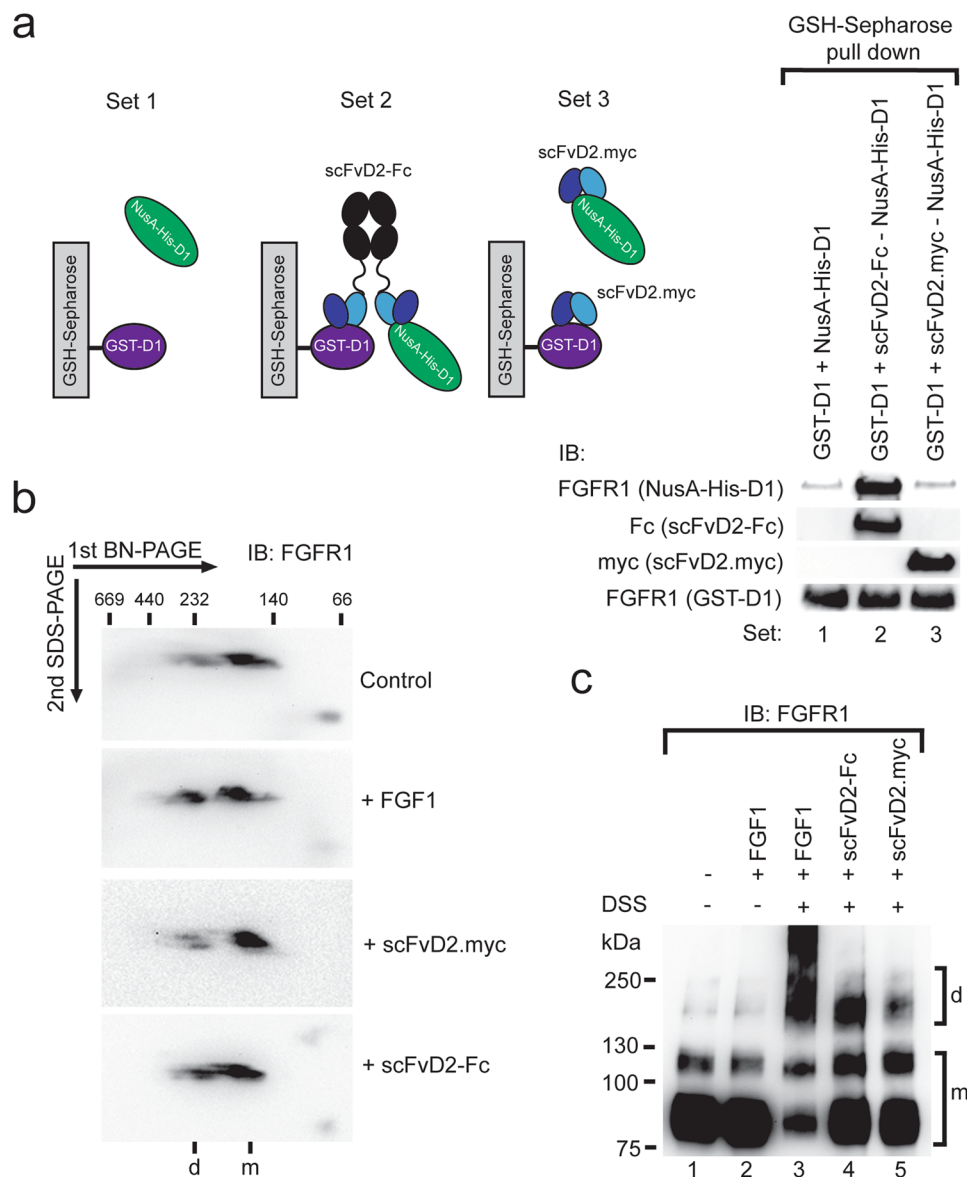 a
Set 1
Set 2
Set 3
GSH-Sepharose
pull down
scFvD2-Fc
scFvD2.myc
NusA-His-D1
GSH-Sepharose
GST-D1
GSH-Sepharose
GST-D1
NusA-His-D1
GSH-Sepharose
NusA-His-D1
scFvD2.myc
GST-D1
GST-D1 + NusA-His-D1
GST-D1 + scFvD2-Fc - NusA-His-D1
GST-D1 + scFvD2.myc - NusA-His-D1
IB:
FGFR1 (NusA-His-D1)
Fc (scFvD2-Fc)
myc (scFvD2.myc)
FGFR1 (GST-D1)
Set: 1 2 3
b
1st BN-PAGE
IB: FGFR1
2nd SDS-PAGE
669 440 232 140 66
Control
+ FGF1
+ scFvD2.myc
+ scFvD2-Fc
d m
c
IB: FGFR1
- + FGF1 + FGF1 + scFvD2-Fc + scFvD2.myc
- + + + +
DSS - - + + +
kDa
250
130
100
75
d
m
1 2 3 4 5